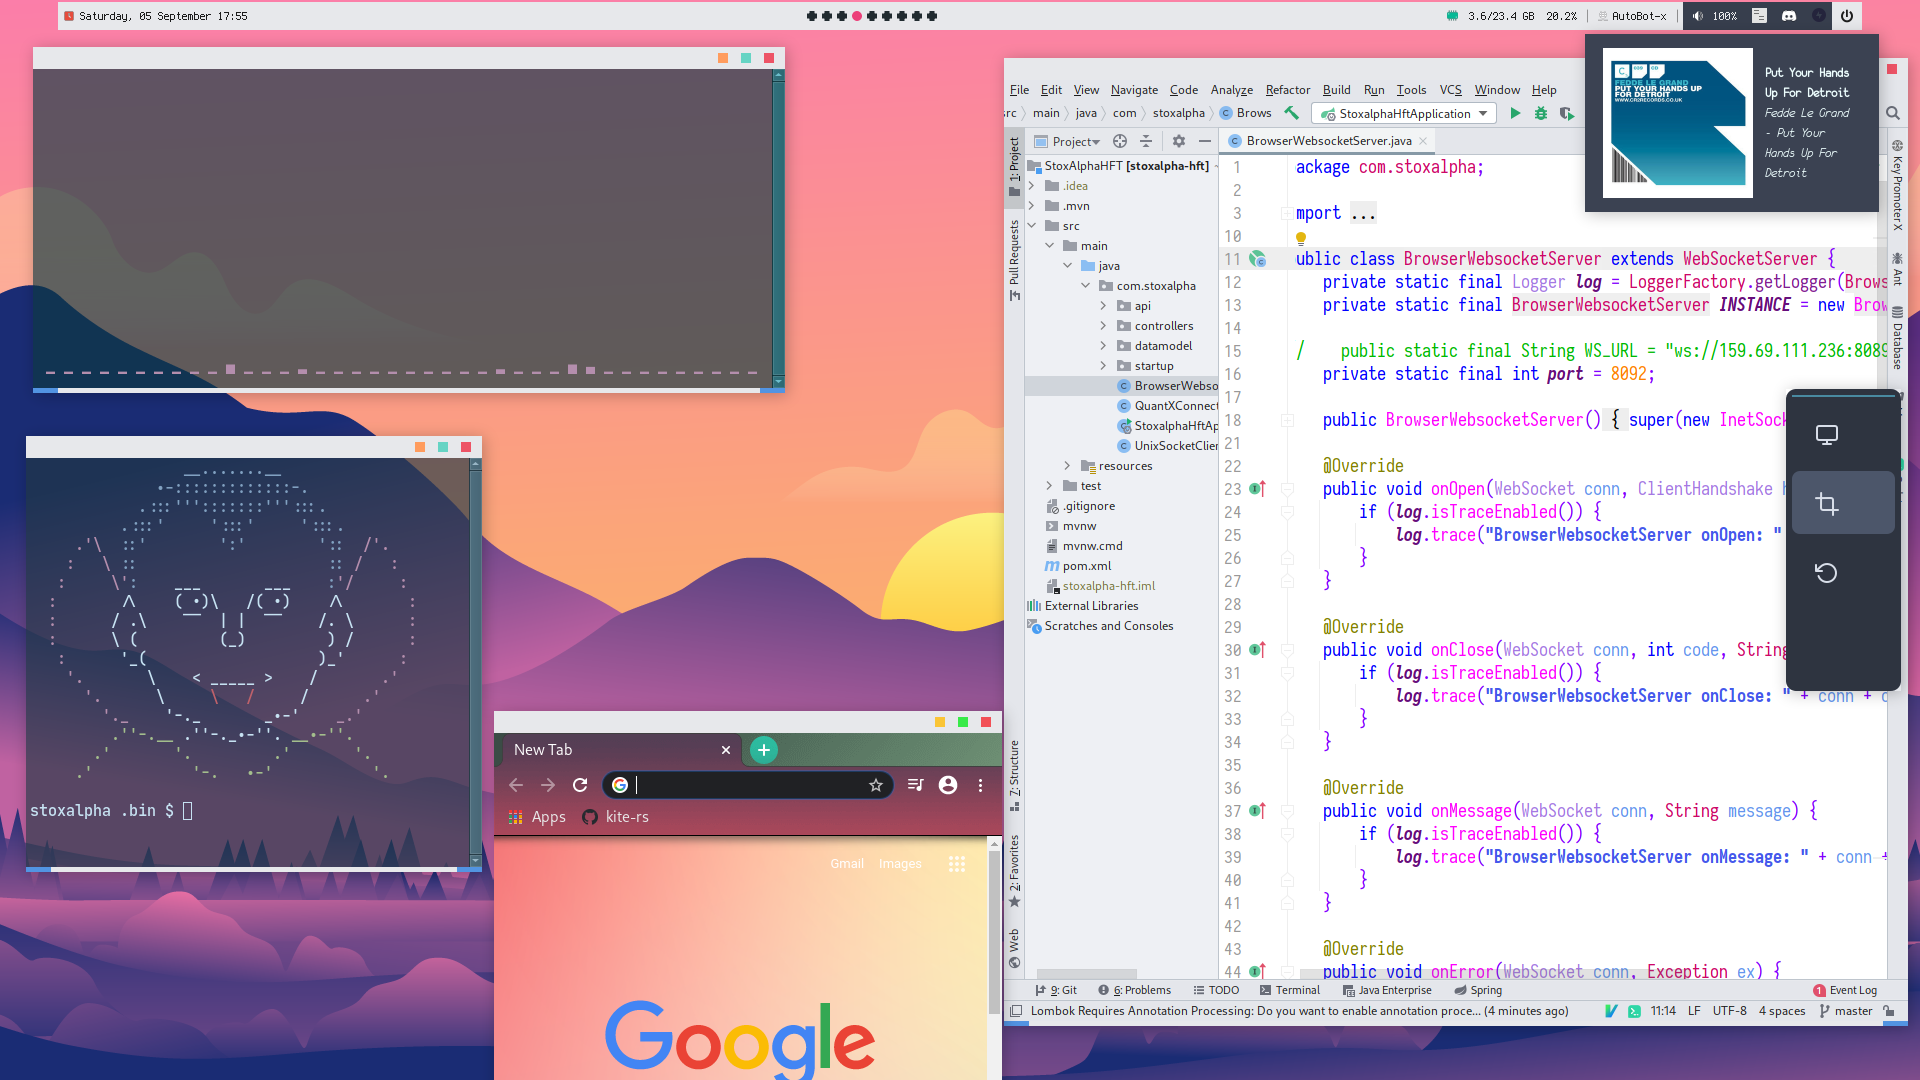 Saturday, 05 September 17:55
3.6/23.4 GB 20.2% | AutoBot-x | 100%
Put Your Hands
Up For Detroit
Fedde Le Grand
- Put Your
Hands Up For
Detroit
FEDDE LE GRAND
PUT YOUR HANDS UP
FOR DETROIT
WWW.CR2RECORDS.CO.UK
stoxalpha .bin $
New Tab
Apps
kite-rs
Gmail Images
Google
File Edit View Navigate Code Analyze Refactor Build Run Tools VCS Window Help
src main java com stoxalpha Brows StoxalphaHftApplication
1: Project
Pull Requests
7: Structure
2: Favorites
Web
Project
StoxAlphaHFT [stoxalpha-hft]
.idea
.mvn
src
main
java
com.stoxalpha
api
controllers
datamodel
startup
BrowserWebso
QuantXConnect
StoxalphaHftAp
UnixSocketClier
resources
test
.gitignore
mvnw
mvnw.cmd
pom.xml
stoxalpha-hft.iml
External Libraries
Scratches and Consoles
BrowserWebsocketServer.java
1 ackage com.stoxalpha;
2
3 mport ...
10
11 ublic class BrowserWebsocketServer extends WebSocketServer {
12 private static final Logger log = LoggerFactory.getLogger(Brows
13 private static final BrowserWebsocketServer INSTANCE = new Brow
14
15 / public static final String WS_URL = "ws://159.69.111.236:8089
16 private static final int port = 8092;
17
18 public BrowserWebsocketServer() { super(new InetSock
21
22 @Override
23 public void onOpen(WebSocket conn, ClientHandshake h
24 if (log.isTraceEnabled()) {
25 log.trace("BrowserWebsocketServer onOpen: "
26 }
27 }
28
29 @Override
30 public void onClose(WebSocket conn, int code, String
31 if (log.isTraceEnabled()) {
32 log.trace("BrowserWebsocketServer onClose: " + conn + c
33 }
34 }
35
36 @Override
37 public void onMessage(WebSocket conn, String message) {
38 if (log.isTraceEnabled()) {
39 log.trace("BrowserWebsocketServer onMessage: " + conn +
40 }
41 }
42
43 @Override
44 public void onError(WebSocket conn, Exception ex) {
Key Promoter X
Ant
Database
9: Git 6: Problems TODO Terminal Java Enterprise Spring 1 Event Log
Lombok Requires Annotation Processing: Do you want to enable annotation proce... (4 minutes ago) 11:14 LF UTF-8 4 spaces master